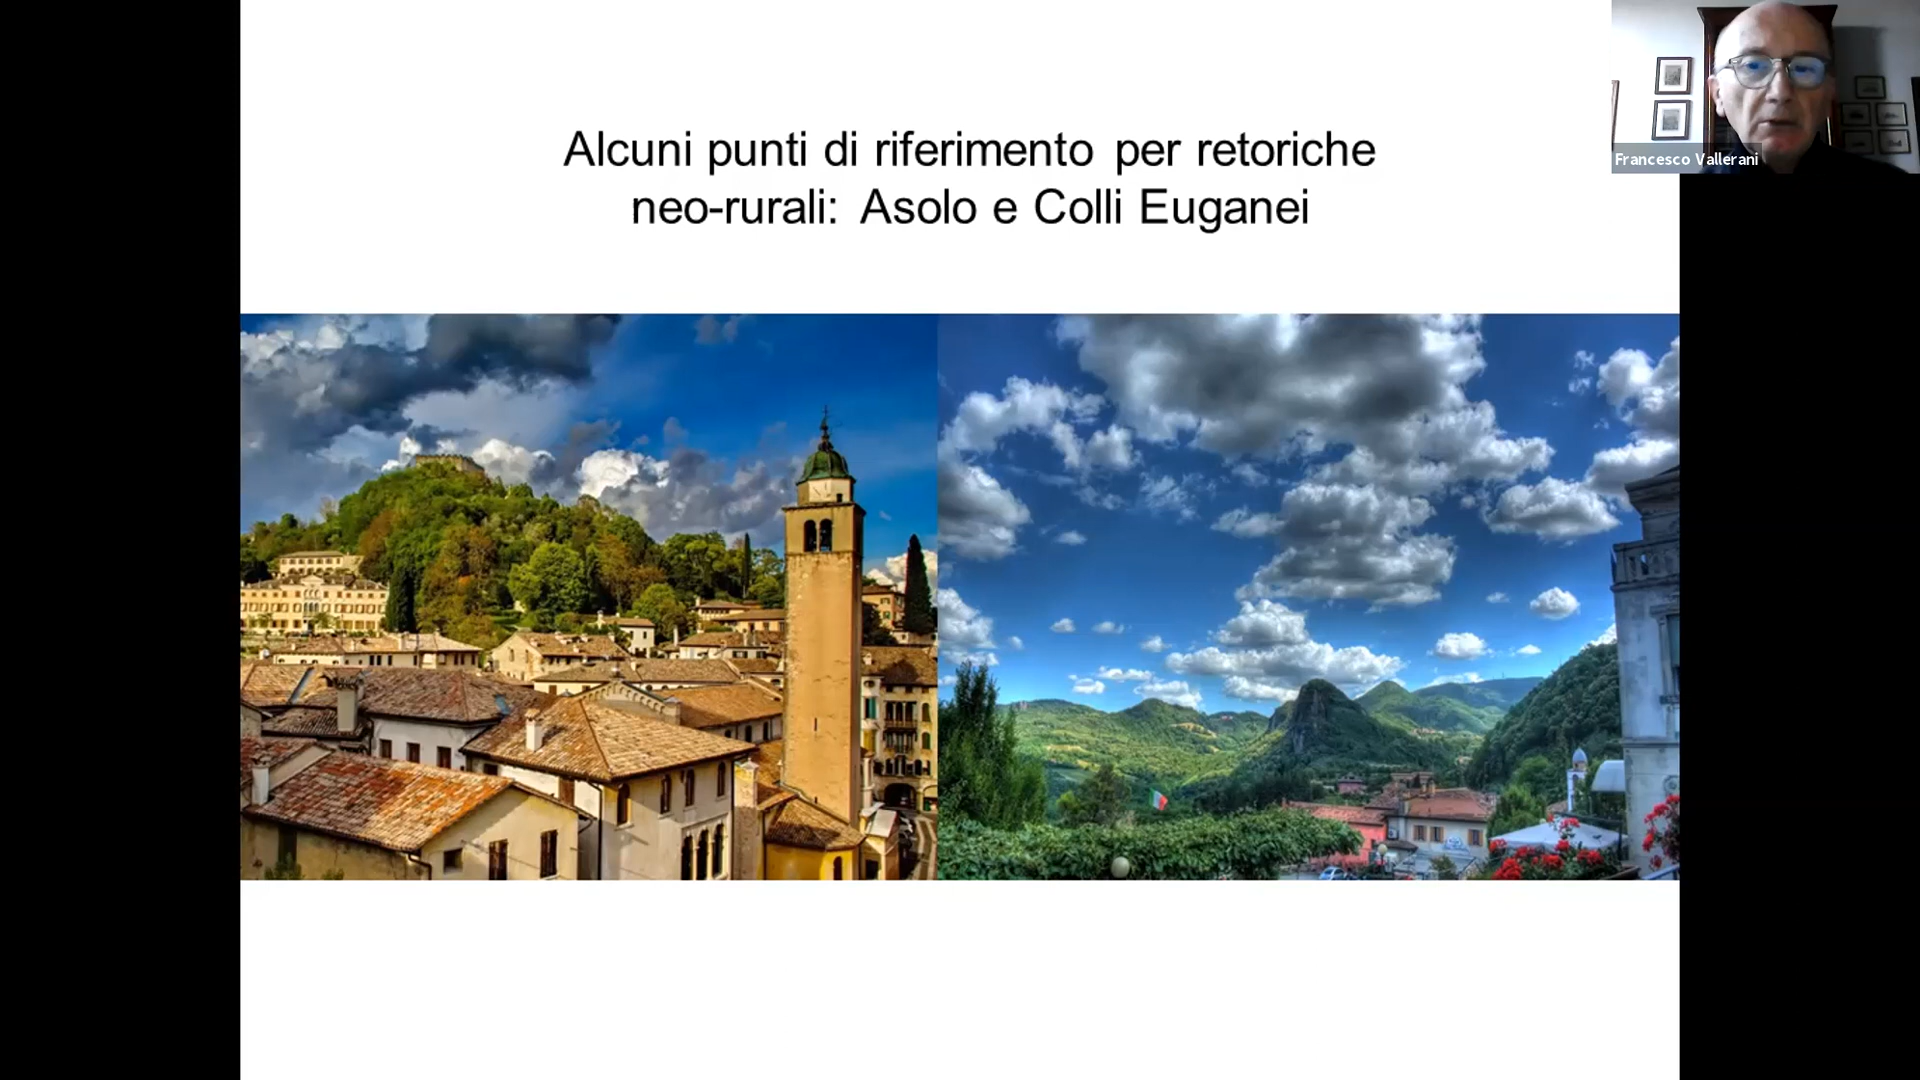 Alcuni punti di riferimento per retoriche
neo-rurali: Asolo e Colli Euganei
Francesco Vallerani